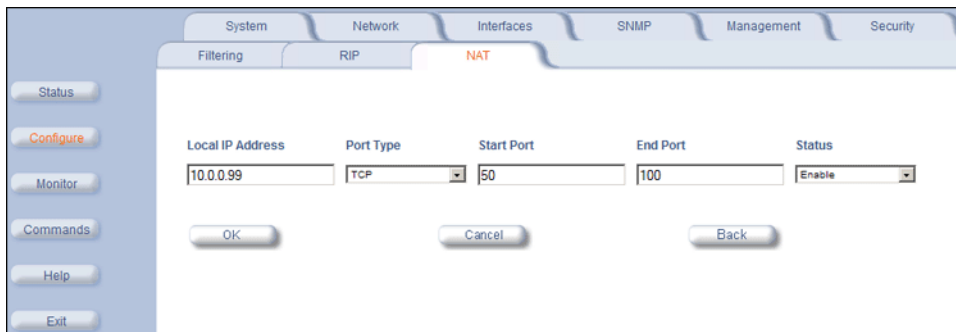 System Network Interfaces SNMP Management Security
Filtering RIP NAT
Status
Configure
Monitor
Commands
Help
Exit
Local IP Address Port Type Start Port End Port Status
10.0.0.99 TCP 50 100 Enable
OK Cancel Back